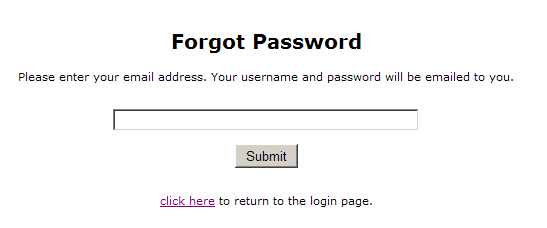 Forgot Password
Please enter your email address. Your username and password will be emailed to you.
Submit
click here to return to the login page.